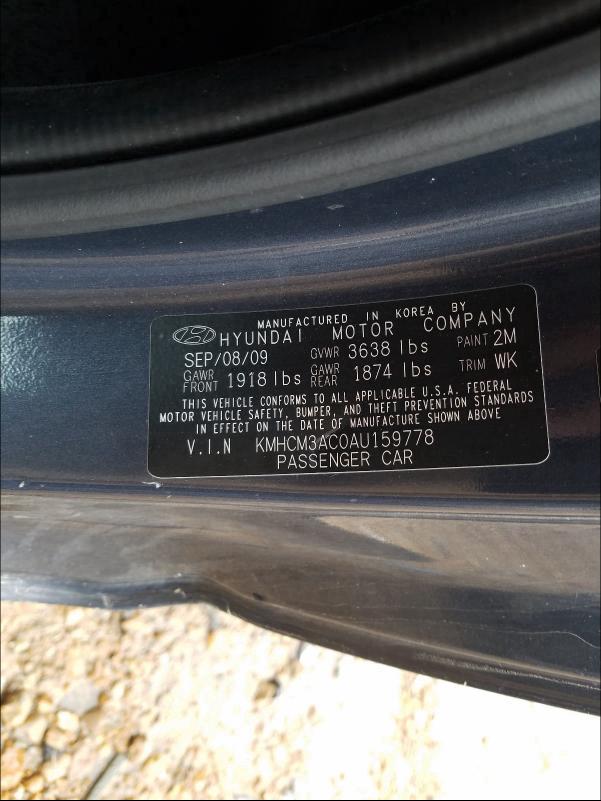 MANUFACTURED IN KOREA BY
HYUNDAI MOTOR COMPANY
SEP/08/09 GVWR 3638 lbs PAINT 2M
GAWR FRONT 1918 lbs GAWR REAR 1874 lbs TRIM WK
THIS VEHICLE CONFORMS TO ALL APPLICABLE U.S.A. FEDERAL
MOTOR VEHICLE SAFETY, BUMPER, AND THEFT PREVENTION STANDARDS
IN EFFECT ON THE DATE OF MANUFACTURE SHOWN ABOVE
V.I.N KMHCM3AC0AU159778
PASSENGER CAR